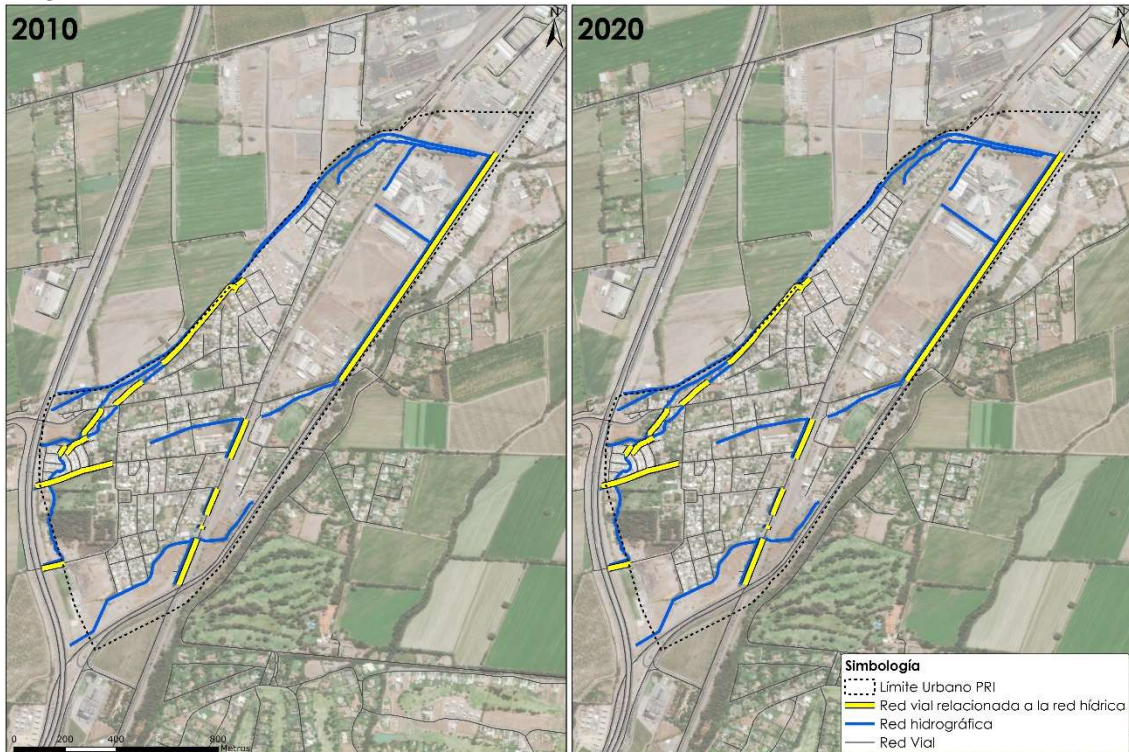 2010
2020
Simbología
Límite Urbano PRI
Red vial relacionada a la red hídrica
Red hidrográfica
Red Vial
0 200 400 800
Metros